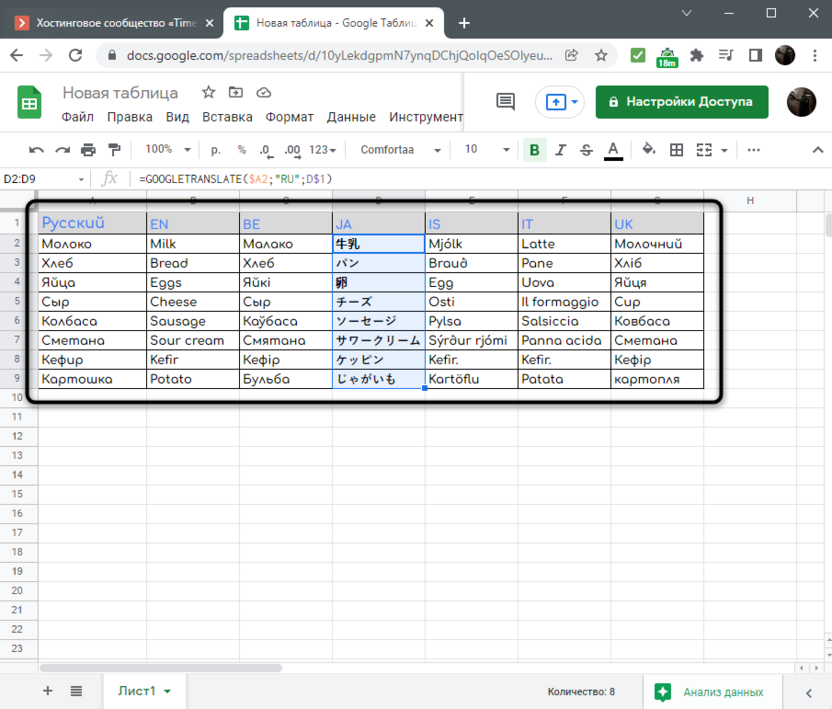 Хостинговое сообщество «Time
Новая таблица - Google Таблиц
docs.google.com/spreadsheets/d/10yLekdgpmN7ynqDChjQoIqOeSOIyeu...
18m
Новая таблица
Файл Правка Вид Вставка Формат Данные Инструмент
Настройки Доступа
100% р. % .0 .00 123 Comfortaa 10 B I S A
D2:D9 fx =GOOGLETRANSLATE($A2;"RU";D$1)
A B C D E F G H
1 Русский EN BE JA IS IT UK
2 Молоко Milk Малако 牛乳 Mjólk Latte Молочний
3 Хлеб Bread Хлеб パン Brauð Pane Хліб
4 Яйца Eggs Яйкі 卵 Egg Uova Яйця
5 Сыр Cheese Сыр チーズ Osti Il formaggio Сир
6 Колбаса Sausage Каўбаса ソーセージ Pylsa Salsiccia Ковбаса
7 Сметана Sour cream Смятана サワークリーム Sýrður rjómi Panna acida Сметана
8 Кефир Kefir Кефір ケッピン Kefir. Kefir. Кефір
9 Картошка Potato Бульба じゃがいも Kartöflu Patata картопля
10
11
12
13
14
15
16
17
18
19
20
21
22
23
Лист1
Количество: 8
Анализ данных